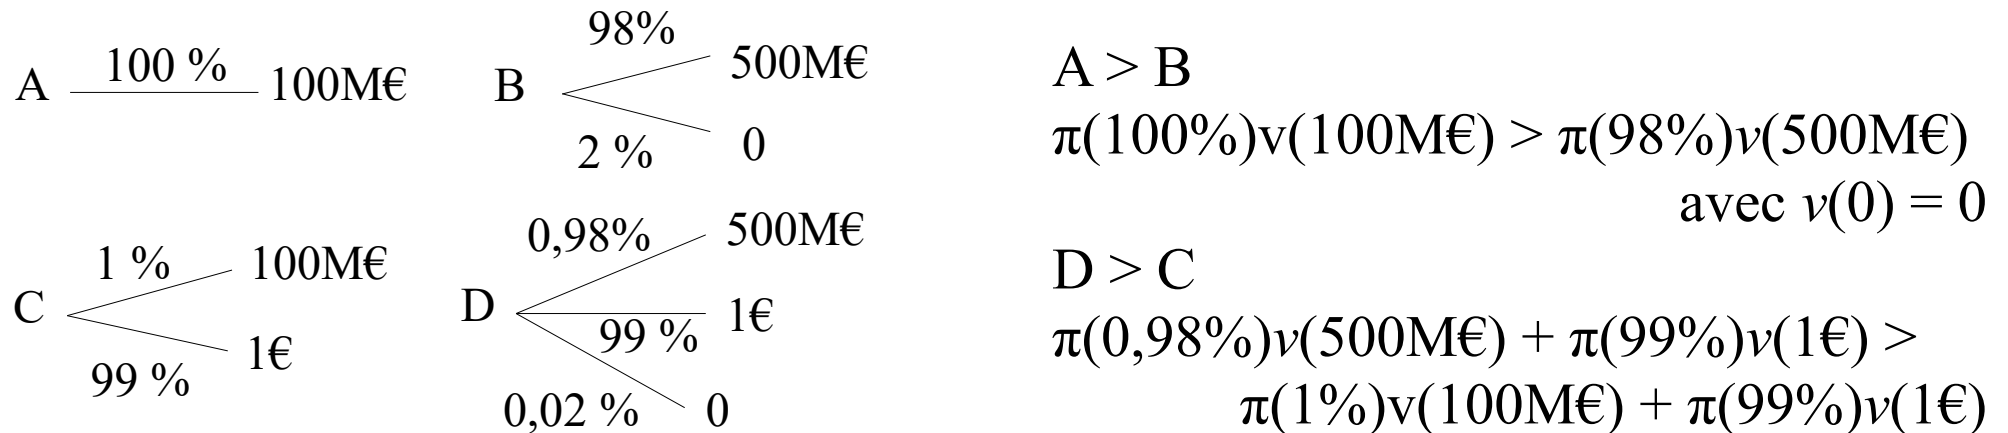 A 100 % 100M€
B 98% 500M€
2 % 0
C 1 % 100M€
99 % 1€
D 0,98% 500M€
99 % 1€
0,02 % 0
A > B
π(100%)v(100M€) > π(98%)v(500M€)
avec v(0) = 0
D > C
π(0,98%)v(500M€) + π(99%)v(1€) >
π(1%)v(100M€) + π(99%)v(1€)